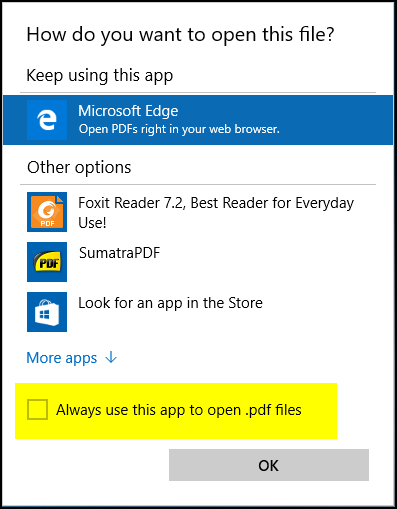 How do you want to open this file?
Keep using this app
Microsoft Edge
Open PDFs right in your web browser.
Other options
PDF
Foxit Reader 7.2, Best Reader for Everyday
Use!
PDF
SumatraPDF
Look for an app in the Store
More apps
Always use this app to open .pdf files
OK